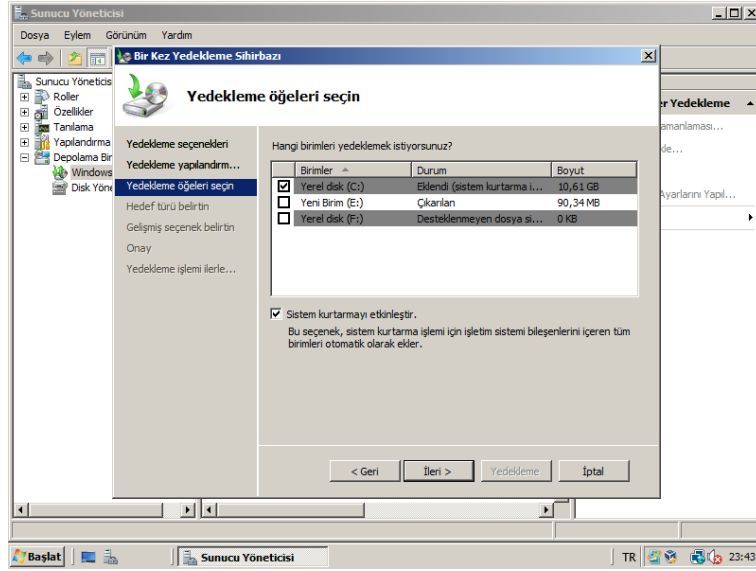 Sunucu Yöneticisi
Dosya Eylem Görünüm Yardım
Sunucu Yöneticis
Roller
Özellikler
Tanılama
Yapılandırma
Depolama Bir
Windows
Disk Yöne
Bir Kez Yedekleme Sihirbazı
Yedekleme öğeleri seçin
Yedekleme seçenekleri
Yedekleme yapılandırm...
Yedekleme öğeleri seçin
Hedef türü belirtin
Gelişmiş seçenek belirtin
Onay
Yedekleme işlemi ilerle...
Hangi birimleri yedeklemek istiyorsunuz?
Birimler Durum Boyut
Yerel disk (C:) Eklendi (sistem kurtarma i... 10,61 GB
Yeni Birim (E:) Çıkarılan 90,34 MB
Yerel disk (F:) Desteklenmeyen dosya si... 0 KB
Sistem kurtarmayı etkinleştir.
Bu seçenek, sistem kurtarma işlemi için işletim sistemi bileşenlerini içeren tüm
birimleri otomatik olarak ekler.
< Geri İleri > Yedekleme İptal
er Yedekleme
amanlaması...
kle...
Ayarlarını Yapıl...
Başlat Sunucu Yöneticisi TR 23:43